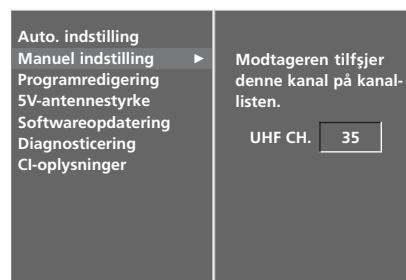 Auto. indstilling
Manuel indstilling ►
Programredigering
5V-antennestyrke
Softwareopdatering
Diagnosticering
CI-oplysninger
Modtageren tilfşjer
denne kanal på kanal-
listen.
UHF CH. 35